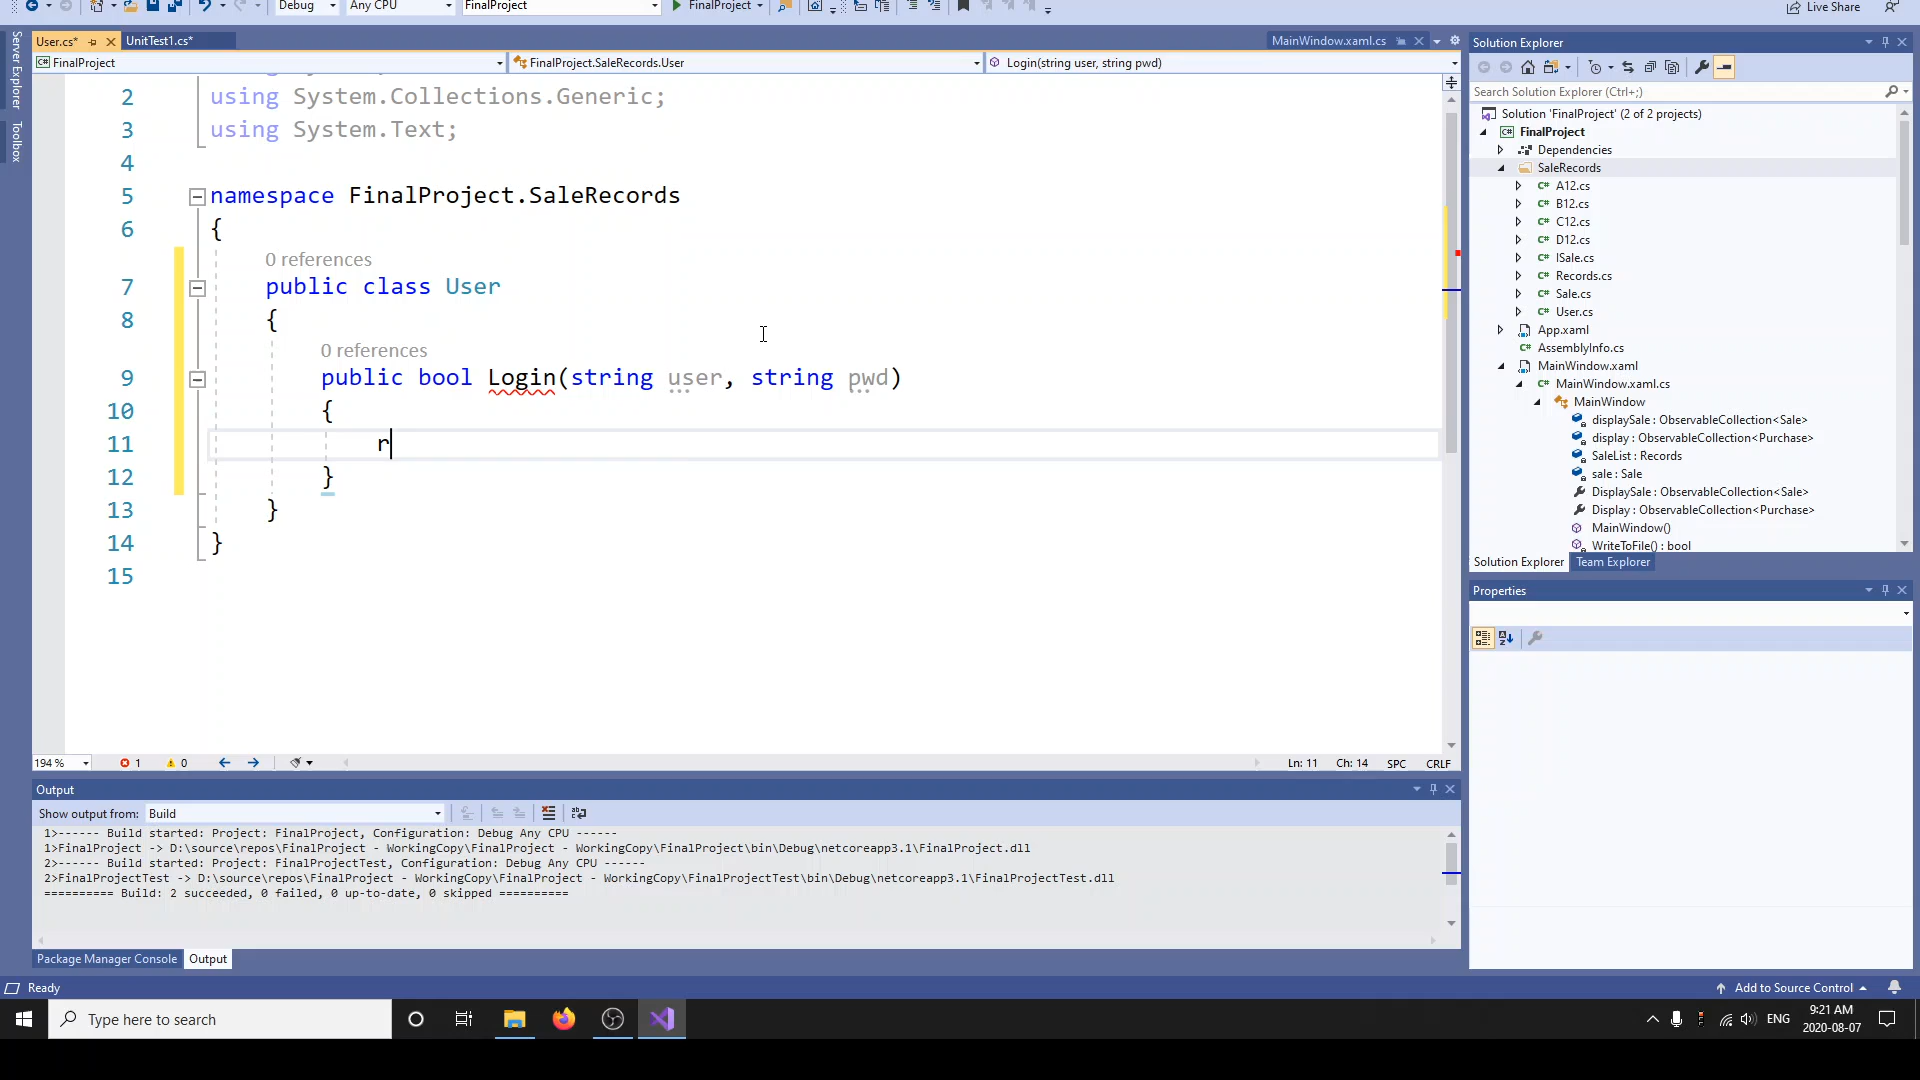 Debug Any CPU FinalProject FinalProject Live Share
User.cs* UnitTest1.cs* MainWindow.xaml.cs
FinalProject FinalProject.SaleRecords.User Login(string user, string pwd)
Server Explorer
Toolbox
2 using System.Collections.Generic;
3 using System.Text;
4
5 namespace FinalProject.SaleRecords
6 {
0 references
7 public class User
8 {
0 references
9 public bool Login(string user, string pwd)
10 {
11 r
12 }
13 }
14 }
15
194 % 1 0 Ln: 11 Ch: 14 SPC CRLF
Solution Explorer
Search Solution Explorer (Ctrl+;)
Solution 'FinalProject' (2 of 2 projects)
FinalProject
Dependencies
SaleRecords
C# A12.cs
C# B12.cs
C# C12.cs
C# D12.cs
C# ISale.cs
C# Records.cs
C# Sale.cs
C# User.cs
App.xaml
C# AssemblyInfo.cs
MainWindow.xaml
C# MainWindow.xaml.cs
MainWindow
displaySale : ObservableCollection<Sale>
display : ObservableCollection<Purchase>
SaleList : Records
sale : Sale
DisplaySale : ObservableCollection<Sale>
Display : ObservableCollection<Purchase>
MainWindow()
WriteToFile() : bool
Solution Explorer Team Explorer
Properties
Output
Show output from: Build
1>------ Build started: Project: FinalProject, Configuration: Debug Any CPU ------
1>FinalProject -> D:\source\repos\FinalProject - WorkingCopy\FinalProject - WorkingCopy\FinalProject\bin\Debug\netcoreapp3.1\FinalProject.dll
2>------ Build started: Project: FinalProjectTest, Configuration: Debug Any CPU ------
2>FinalProjectTest -> D:\source\repos\FinalProject - WorkingCopy\FinalProject - WorkingCopy\FinalProjectTest\bin\Debug\netcoreapp3.1\FinalProjectTest.dll
========== Build: 2 succeeded, 0 failed, 0 up-to-date, 0 skipped ==========
Package Manager Console Output
Ready Add to Source Control
Type here to search ENG 9:21 AM
2020-08-07